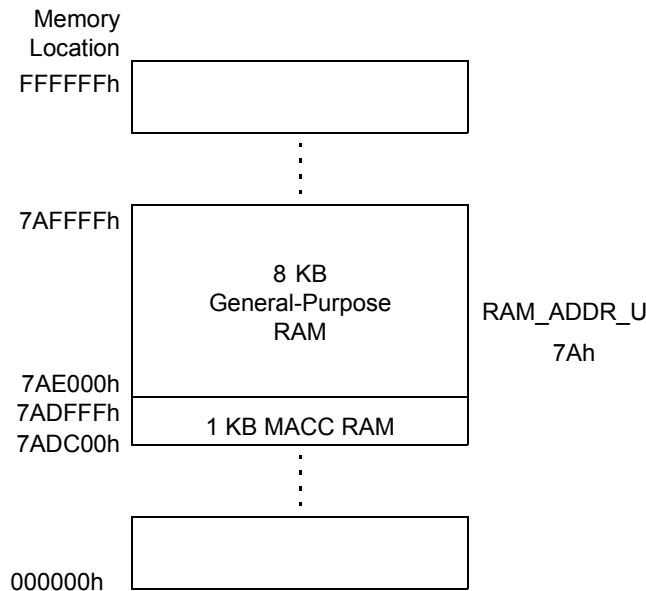 Memory
Location
FFFFFFh
7AFFFFh
8 KB
General-Purpose
RAM
RAM_ADDR_U
7Ah
7AE000h
7ADFFFh
1 KB MACC RAM
7ADC00h
000000h